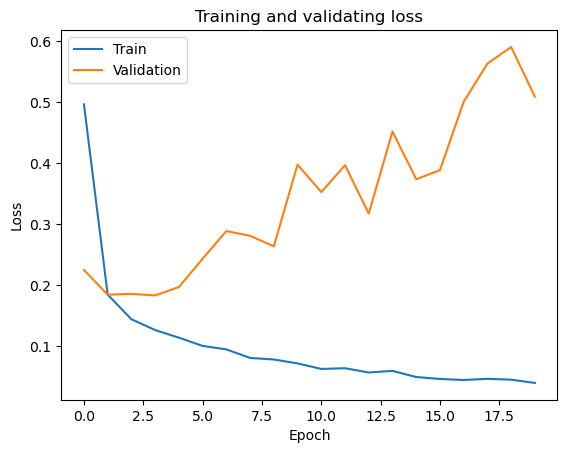 Training and validating loss
Train
Validation
0.6
0.5
0.4
0.3
0.2
0.1
Loss
0.0 2.5 5.0 7.5 10.0 12.5 15.0 17.5
Epoch